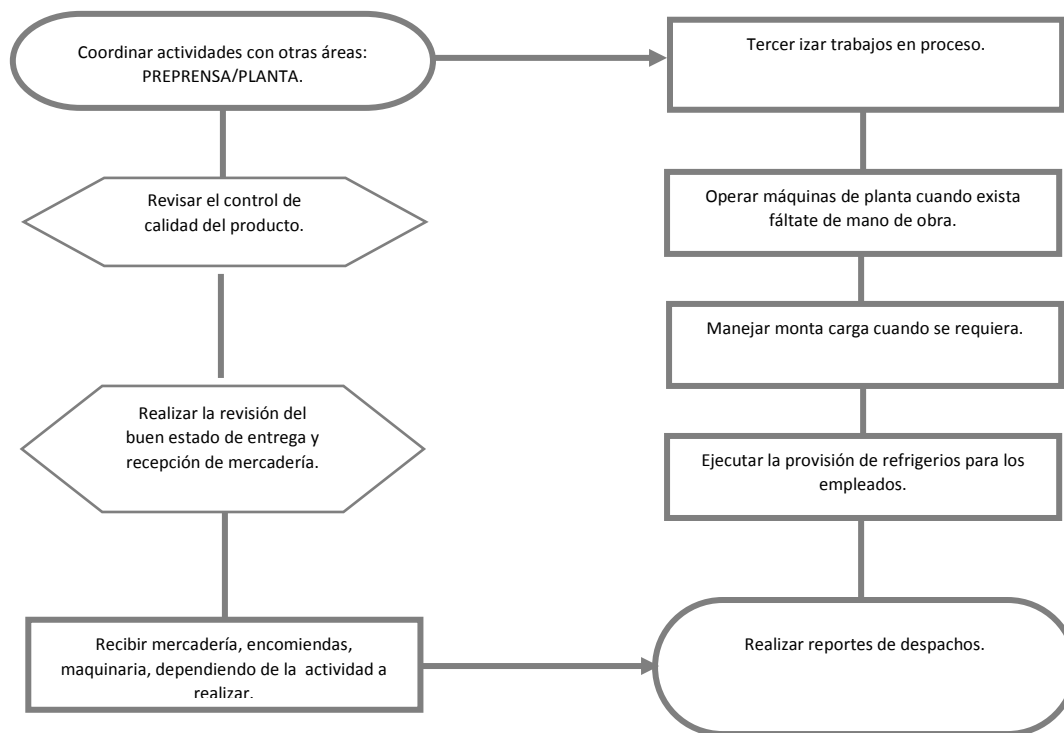 Coordinar actividades con otras áreas:
PREPRENSA/PLANTA.
Revisar el control de
calidad del producto.
Realizar la revisión del
buen estado de entrega y
recepción de mercadería.
Recibir mercadería, encomiendas,
maquinaria, dependiendo de la actividad a
realizar.
Tercer izar trabajos en proceso.
Operar máquinas de planta cuando exista
fáltate de mano de obra.
Manejar monta carga cuando se requiera.
Ejecutar la provisión de refrigerios para los
empleados.
Realizar reportes de despachos.